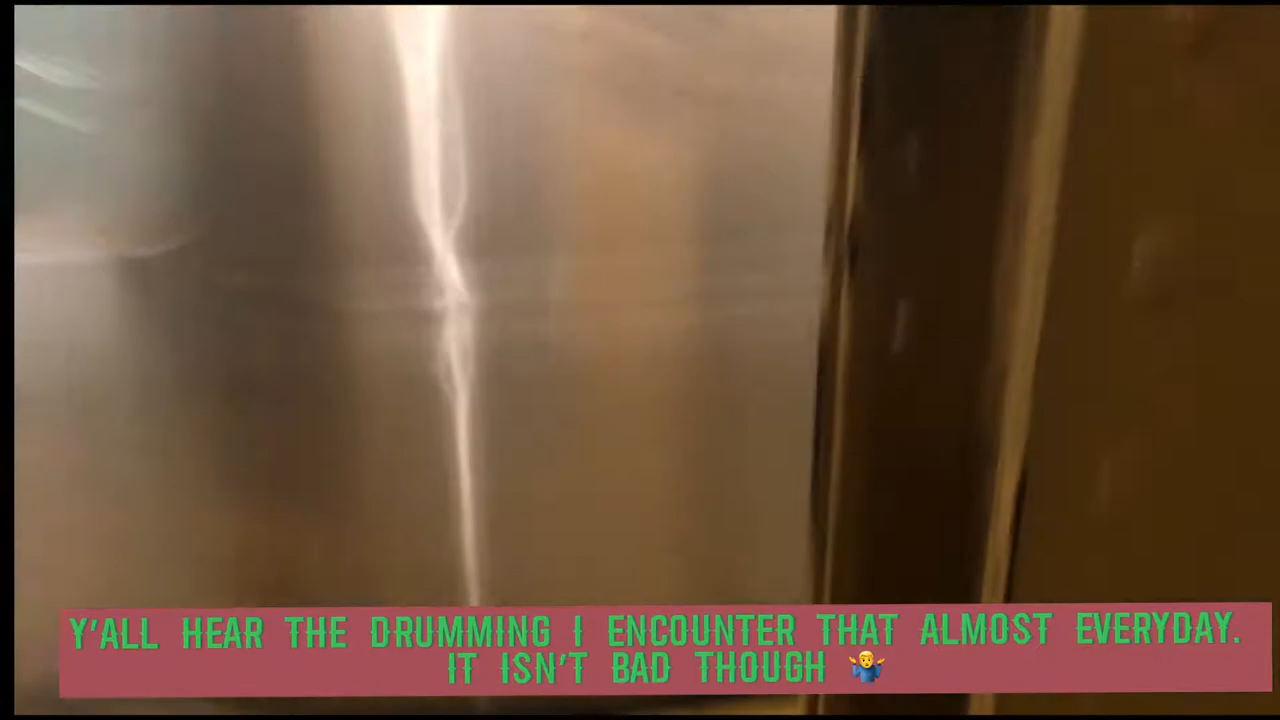 Y'ALL HEAR THE DRUMMING I ENCOUNTER THAT ALMOST EVERYDAY.
IT ISN'T BAD THOUGH 🤷‍♂️